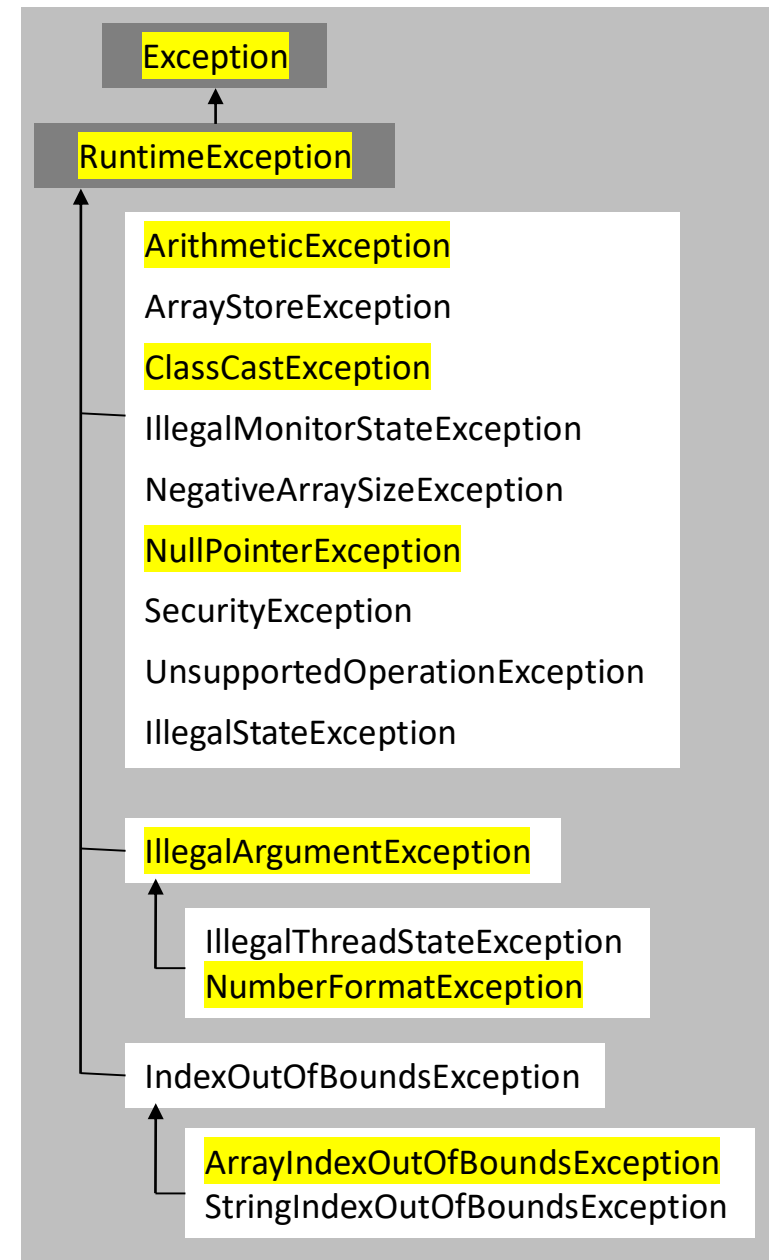 Exception
RuntimeException
ArithmeticException
ArrayStoreException
ClassCastException
IllegalMonitorStateException
NegativeArraySizeException
NullPointerException
SecurityException
UnsupportedOperationException
IllegalStateException
IllegalArgumentException
IllegalThreadStateException
NumberFormatException
IndexOutOfBoundsException
ArrayIndexOutOfBoundsException
StringIndexOutOfBoundsException